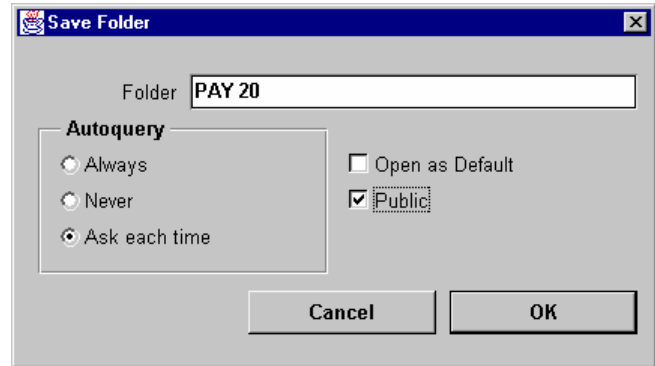 Save Folder
Folder PAY 20
Autoquery
Always
Open as Default
Never
Public
Ask each time
Cancel OK